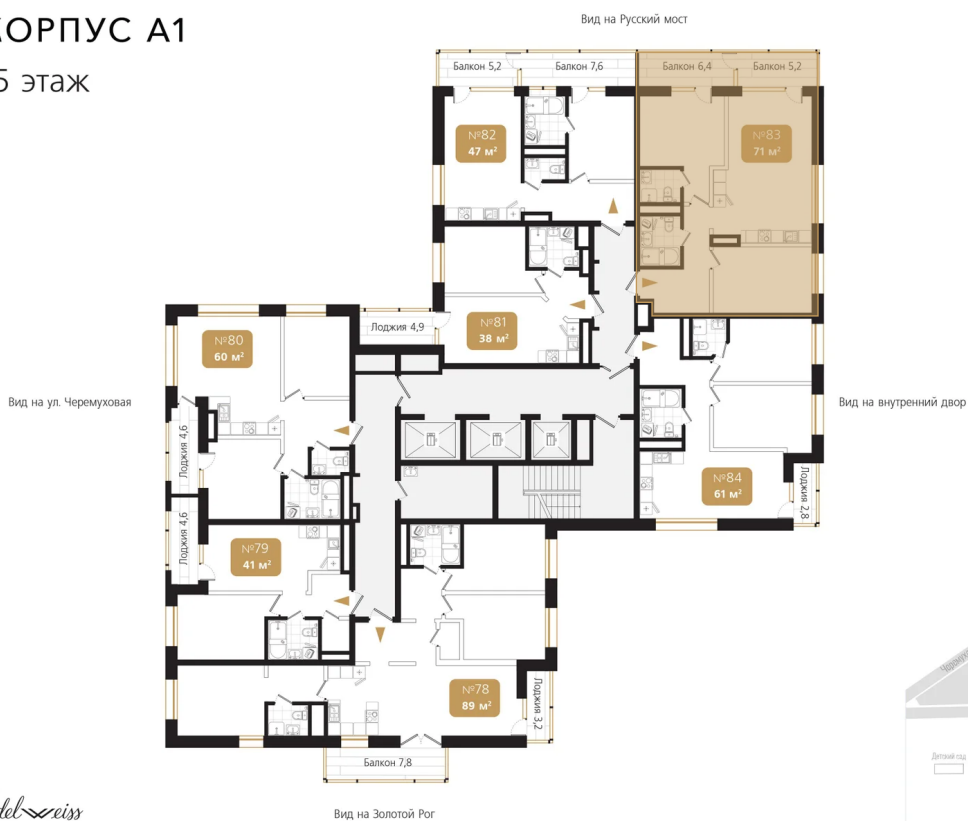 КОРПУС А1
5 этаж
Вид на Русский мост
Балкон 5,2
Балкон 7,6
Балкон 6,4
Балкон 5,2
№82
47 м²
№83
71 м²
Лоджия 4,9
№81
38 м²
№80
60 м²
Вид на ул. Черемуховая
Вид на внутренний двор
Лоджия 4,6
№84
61 м²
Лоджия 2,8
Лоджия 4,6
№79
41 м²
№78
89 м²
Лоджия 3,2
Балкон 7,8
Вид на Золотой Рог
Детский сад